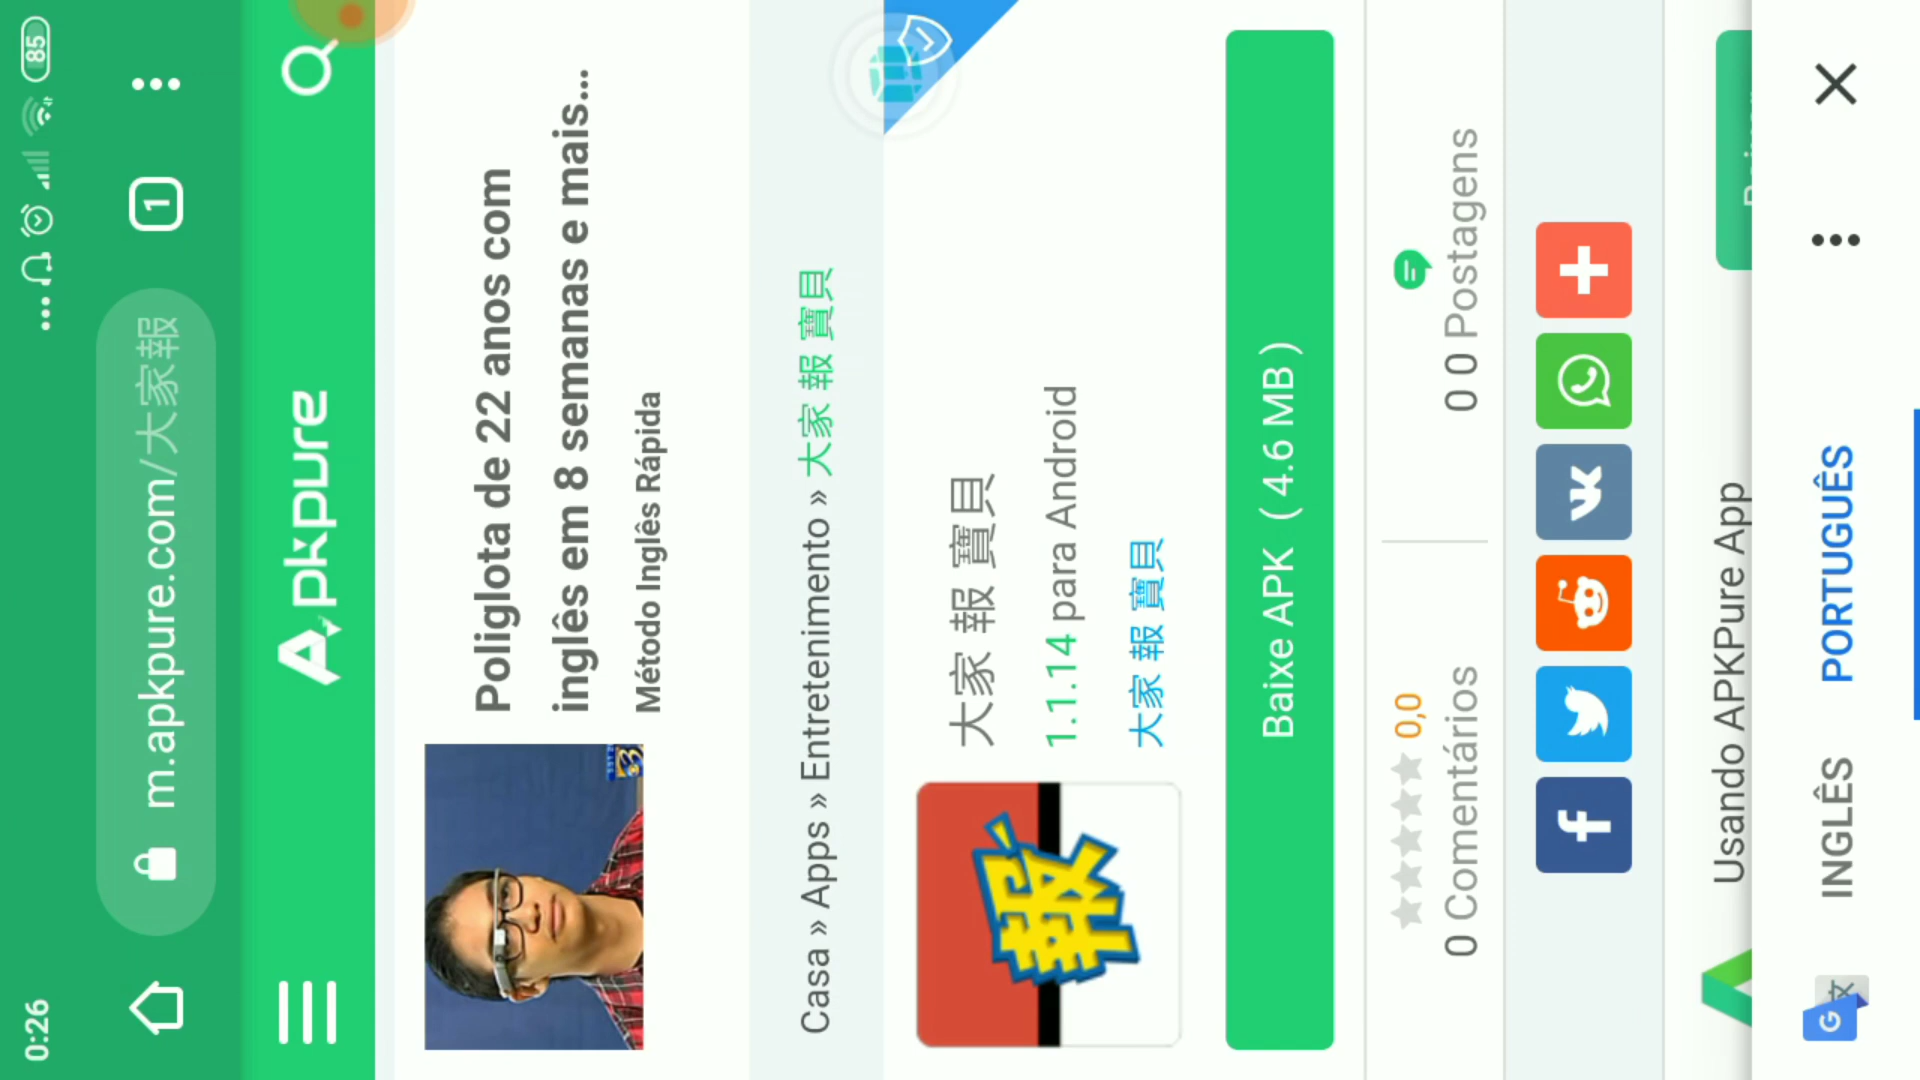 0:26
85
m.apkpure.com/大家報
1
Apkpure
Poliglota de 22 anos com
inglês em 8 semanas e mais...
Método Inglês Rápida
3
Casa » Apps » Entretenimento » 大家 報 寶貝
大家 報 寶貝
1.1.14 para Android
大家 報 寶貝
報
Baixe APK ( 4.6 MB )
0,0
0 Comentários
0 0 Postagens
Usando APKPure App
INGLÊS
PORTUGUÊS